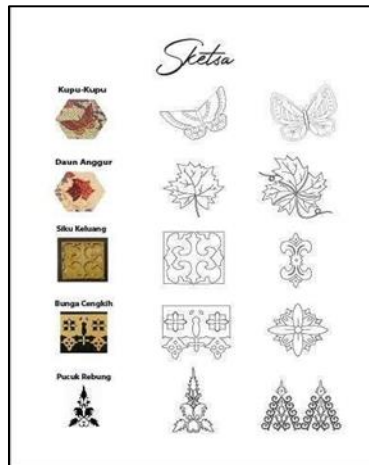 Sketsa
Kupu-Kupu
Daun Anggur
Siku Keluang
Bunga Cengkih
Pucuk Rebung